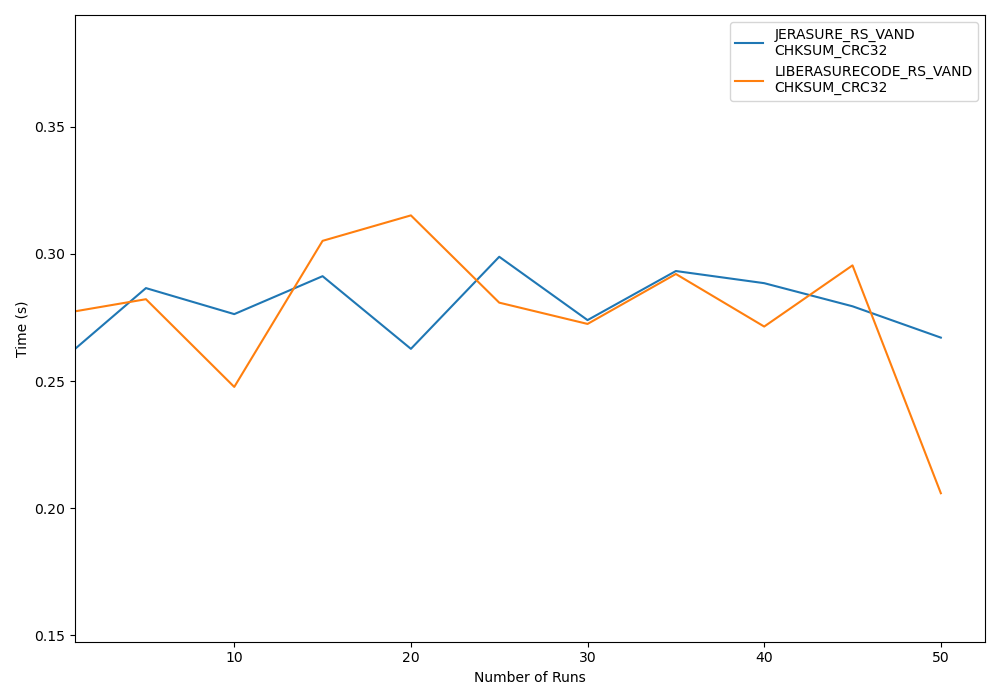 JERASURE_RS_VAND
CHKSUM_CRC32
LIBERASURECODE_RS_VAND
CHKSUM_CRC32
0.35
0.30
0.25
0.20
0.15
Time (s)
10 20 30 40 50
Number of Runs